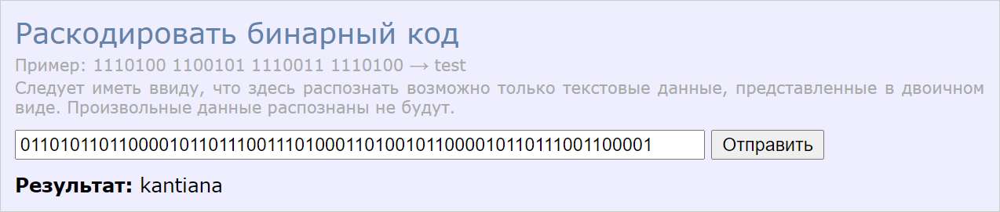 Раскодировать бинарный код
Пример: 1110100 1100101 1110011 1110100 → test
Следует иметь ввиду, что здесь распознать возможно только текстовые данные, представленные в двоичном
виде. Произвольные данные распознаны не будут.
0110101101100001011011100111010001101001011000010110111001100001 Отправить
Результат: kantiana